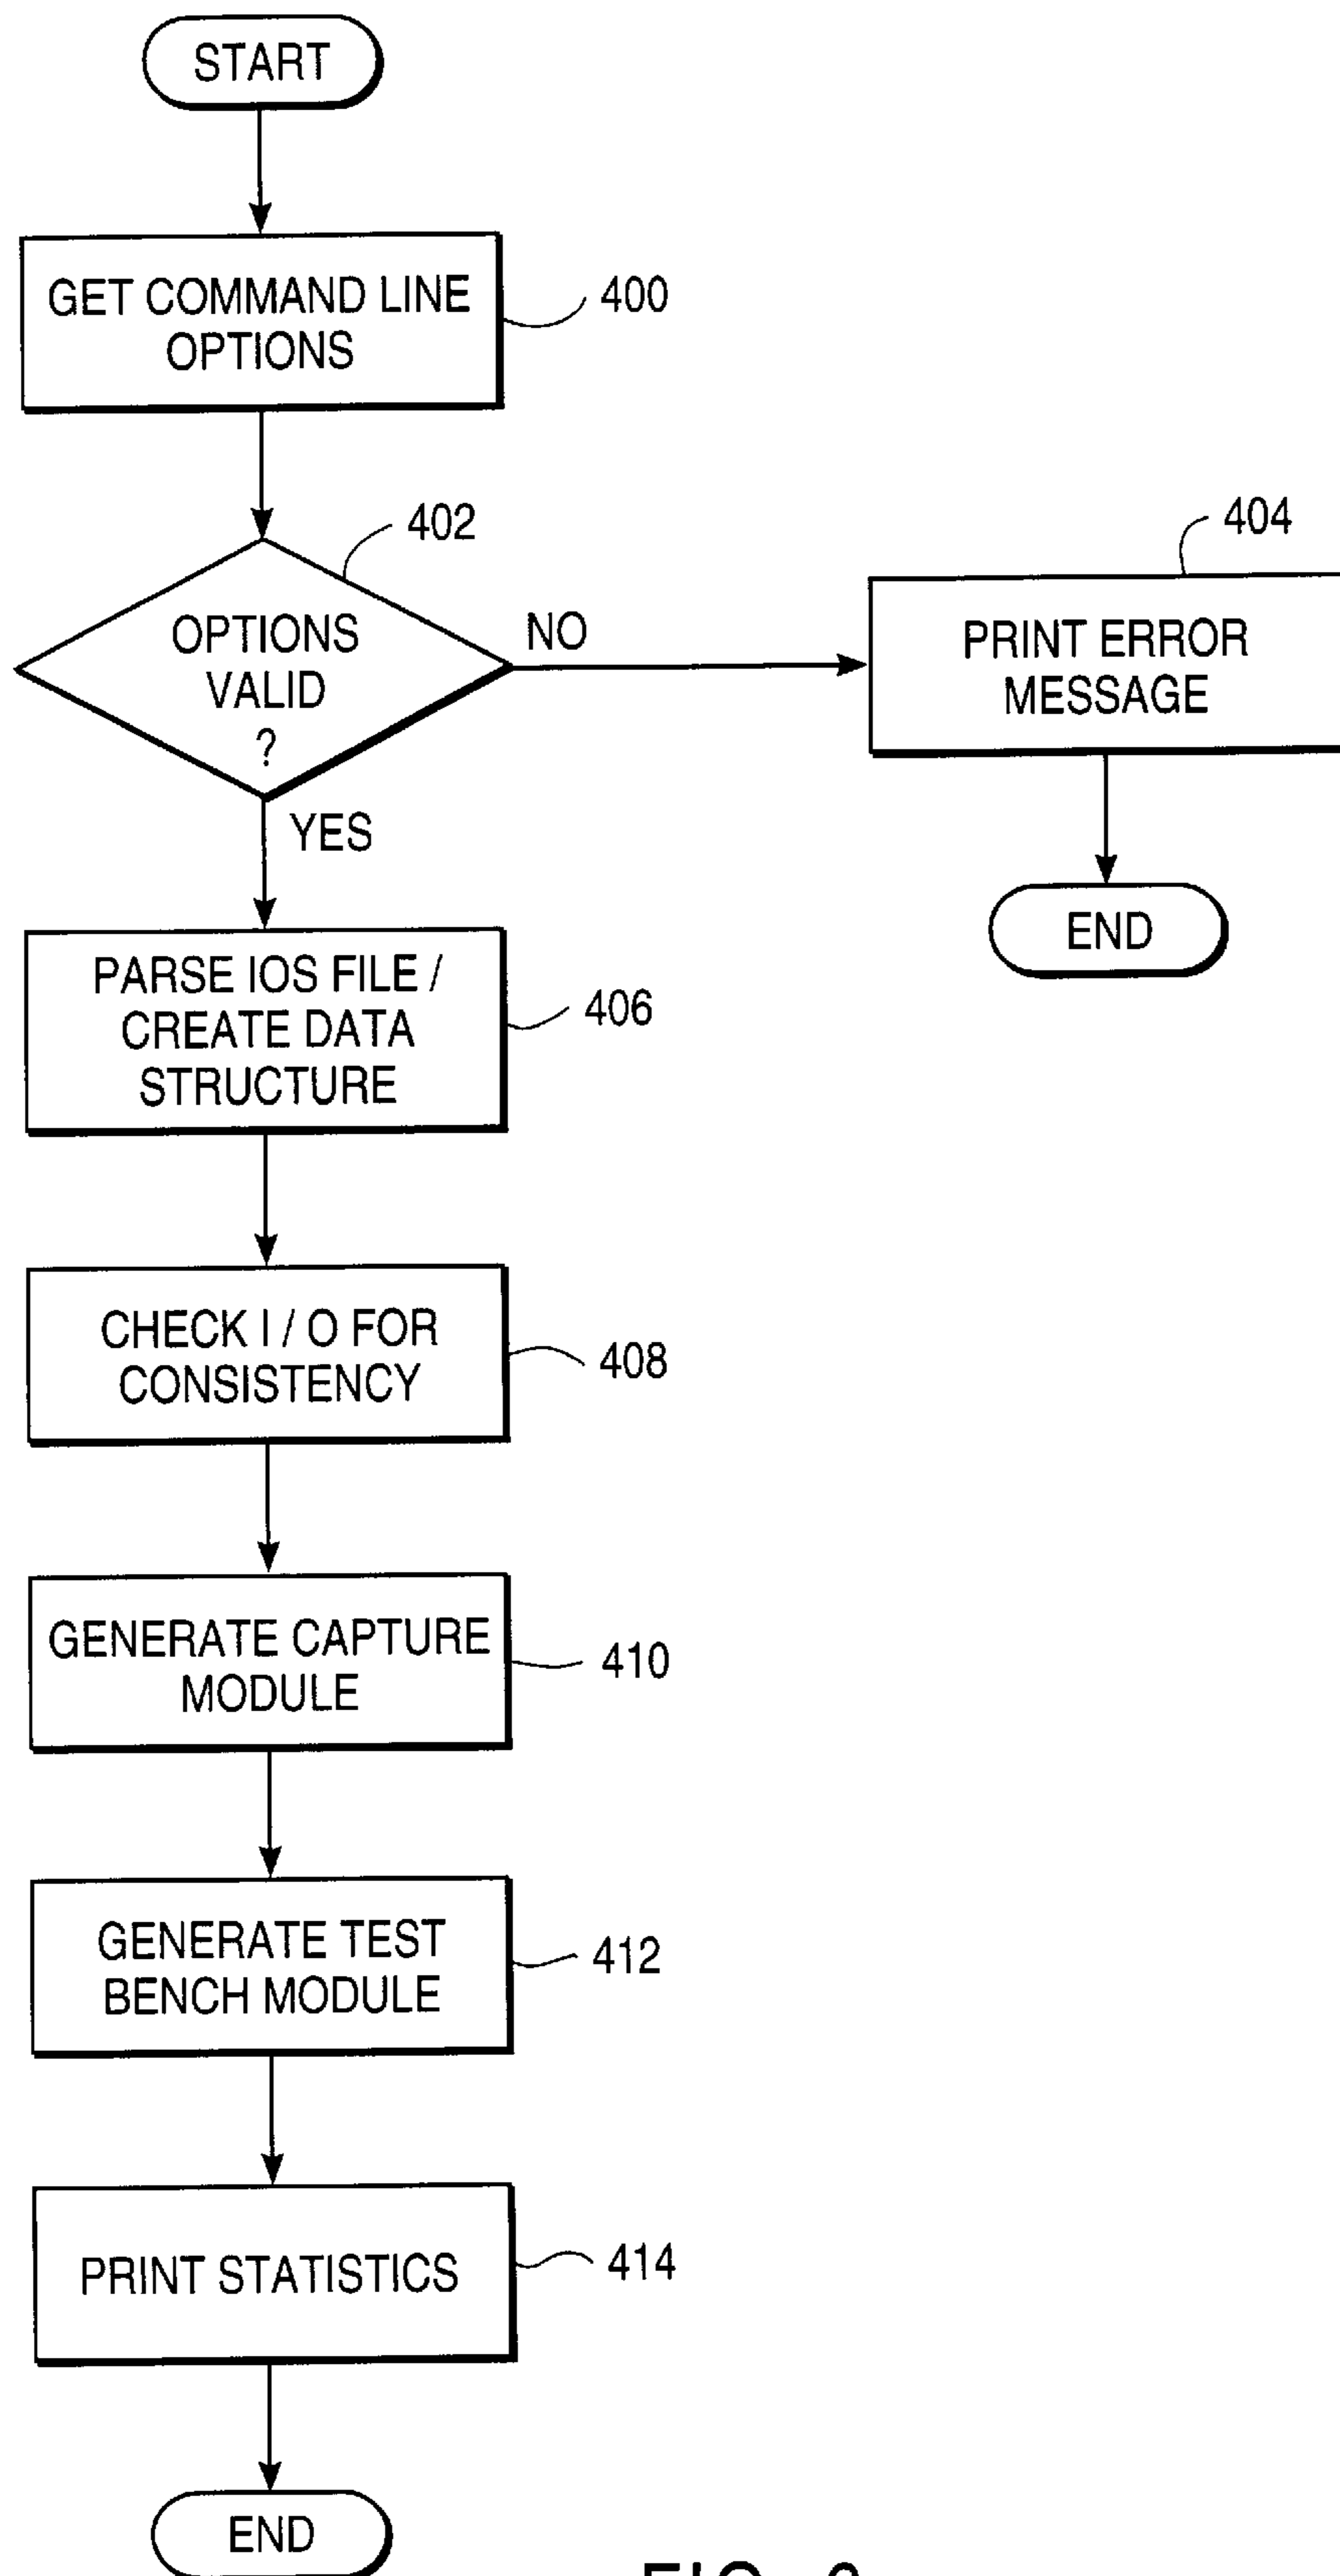 START
GET COMMAND LINE
OPTIONS
400
402
OPTIONS
VALID
?
NO
404
PRINT ERROR
MESSAGE
YES
END
PARSE IOS FILE /
CREATE DATA
STRUCTURE
406
CHECK I / O FOR
CONSISTENCY
408
GENERATE CAPTURE
MODULE
410
GENERATE TEST
BENCH MODULE
412
PRINT STATISTICS
414
END